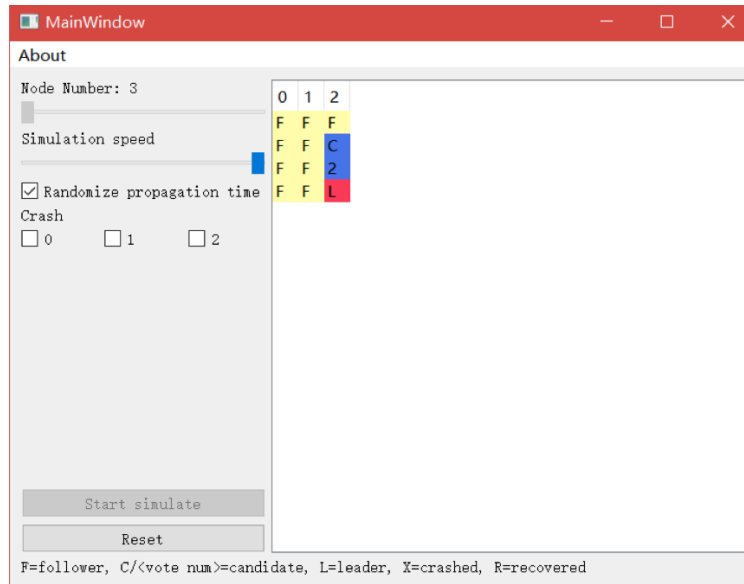 MainWindow
About
Node Number: 3
Simulation speed
Randomize propagation time
Crash
0 1 2
Start simulate
Reset
0 1 2
F F F
F F C
F F 2
F F L
F=follower, C/<vote num>=candidate, L=leader, X=crashed, R=recovered